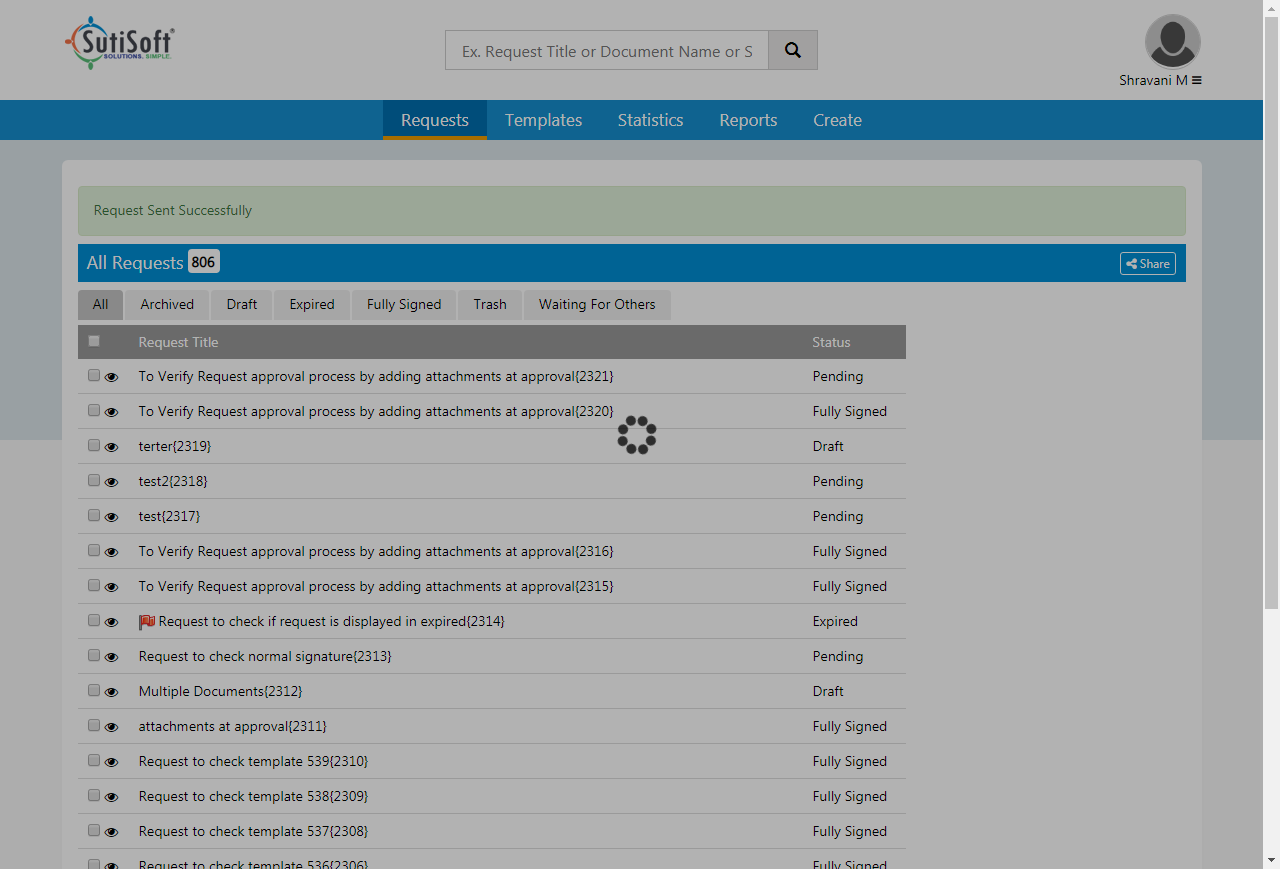 SutiSoft®
SOLUTIONS. SIMPLE.
Ex. Request Title or Document Name or S
Shravani M
Requests Templates Statistics Reports Create
Request Sent Successfully
All Requests 806 Share
All Archived Draft Expired Fully Signed Trash Waiting For Others
Request Title Status
To Verify Request approval process by adding attachments at approval{2321} Pending
To Verify Request approval process by adding attachments at approval{2320} Fully Signed
terter{2319} Draft
test2{2318} Pending
test{2317} Pending
To Verify Request approval process by adding attachments at approval{2316} Fully Signed
To Verify Request approval process by adding attachments at approval{2315} Fully Signed
Request to check if request is displayed in expired{2314} Expired
Request to check normal signature{2313} Pending
Multiple Documents{2312} Draft
attachments at approval{2311} Fully Signed
Request to check template 539{2310} Fully Signed
Request to check template 538{2309} Fully Signed
Request to check template 537{2308} Fully Signed
Request to check template 536{2306} Fully Signed